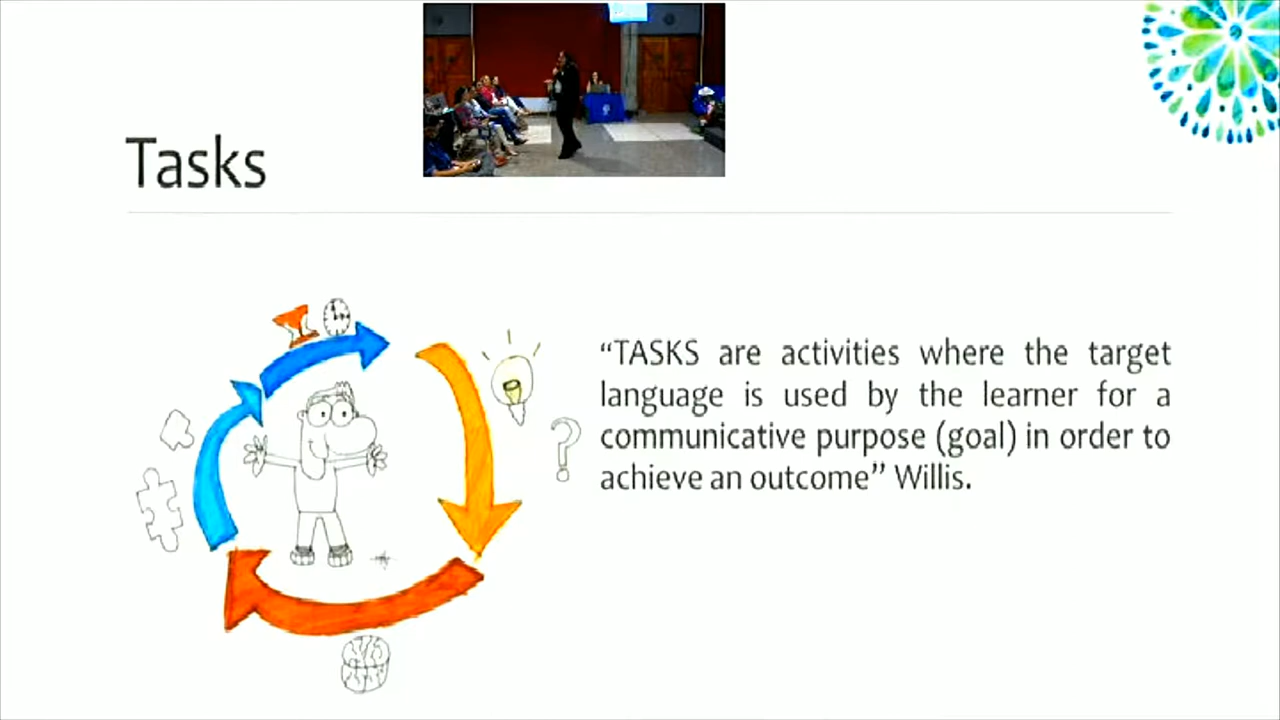 Tasks
“TASKS are activities where the target
language is used by the learner for a
communicative purpose (goal) in order to
achieve an outcome” Willis.